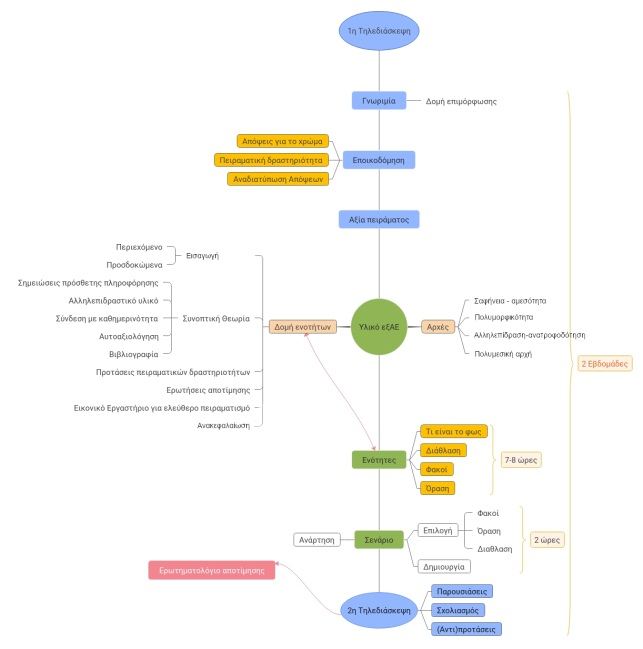 1η Τηλεδιάσκεψη
Γνωριμία
Δομή επιμόρφωσης
Απόψεις για το χρώμα
Πειραματική δραστηριότητα
Αναδιατύπωση Απόψεων
Εποικοδόμηση
Αξία πειράματος
Περιεχόμενο
Προσδοκώμενα
Εισαγωγή
Σημειώσεις πρόσθετης πληροφόρησης
Αλληλεπιδραστικό υλικό
Σύνδεση με καθημερινότητα
Αυτοαξιολόγηση
Βιβλιογραφία
Συνοπτική Θεωρία
Προτάσεις πειραματικών δραστηριοτήτων
Ερωτήσεις αποτίμησης
Εικονικό Εργαστήριο για ελεύθερο πειραματισμό
Ανακεφαλαίωση
Δομή ενοτήτων
Υλικό εξΑΕ
Αρχές
Σαφήνεια - αμεσότητα
Πολυμορφικότητα
Αλληλεπίδραση-ανατροφοδότηση
Πολυμεσική αρχή
2 Εβδομάδες
Ενότητες
Τι είναι το φως
Διάθλαση
Φακοί
Όραση
7-8 ώρες
Ανάρτηση
Σενάριο
Επιλογή
Φακοί
Όραση
Διαθλαση
Δημιουργία
2 ώρες
Ερωτηματολόγιο αποτίμησης
2η Τηλεδιάσκεψη
Παρουσιάσεις
Σχολιασμός
(Αντι)προτάσεις